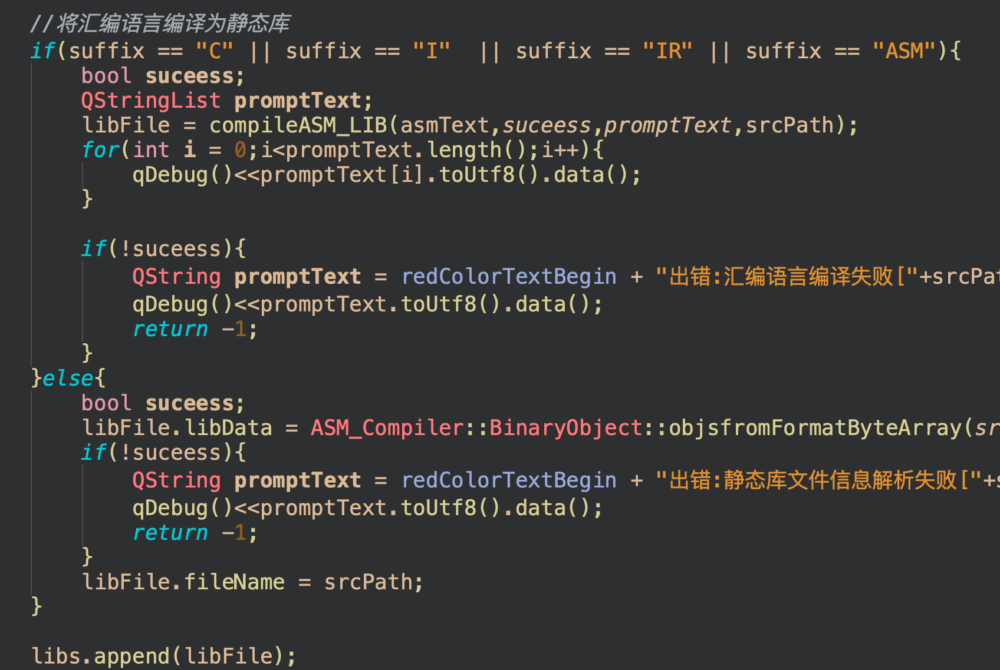 //将汇编语言编译为静态库
if(suffix == "C" || suffix == "I"  || suffix == "IR" || suffix == "ASM"){
    bool suceess;
    QStringList promptText;
    libFile = compileASM_LIB(asmText,suceess,promptText,srcPath);
    for(int i = 0;i<promptText.length();i++){
        qDebug()<<promptText[i].toUtf8().data();
    }
    if(!suceess){
        QString promptText = redColorTextBegin + "出错:汇编语言编译失败["+srcPat
        qDebug()<<promptText.toUtf8().data();
        return -1;
    }
}else{
    bool suceess;
    libFile.libData = ASM_Compiler::BinaryObject::objsfromFormatByteArray(sr
    if(!suceess){
        QString promptText = redColorTextBegin + "出错:静态库文件信息解析失败["+s
        qDebug()<<promptText.toUtf8().data();
        return -1;
    }
    libFile.fileName = srcPath;
}
libs.append(libFile);